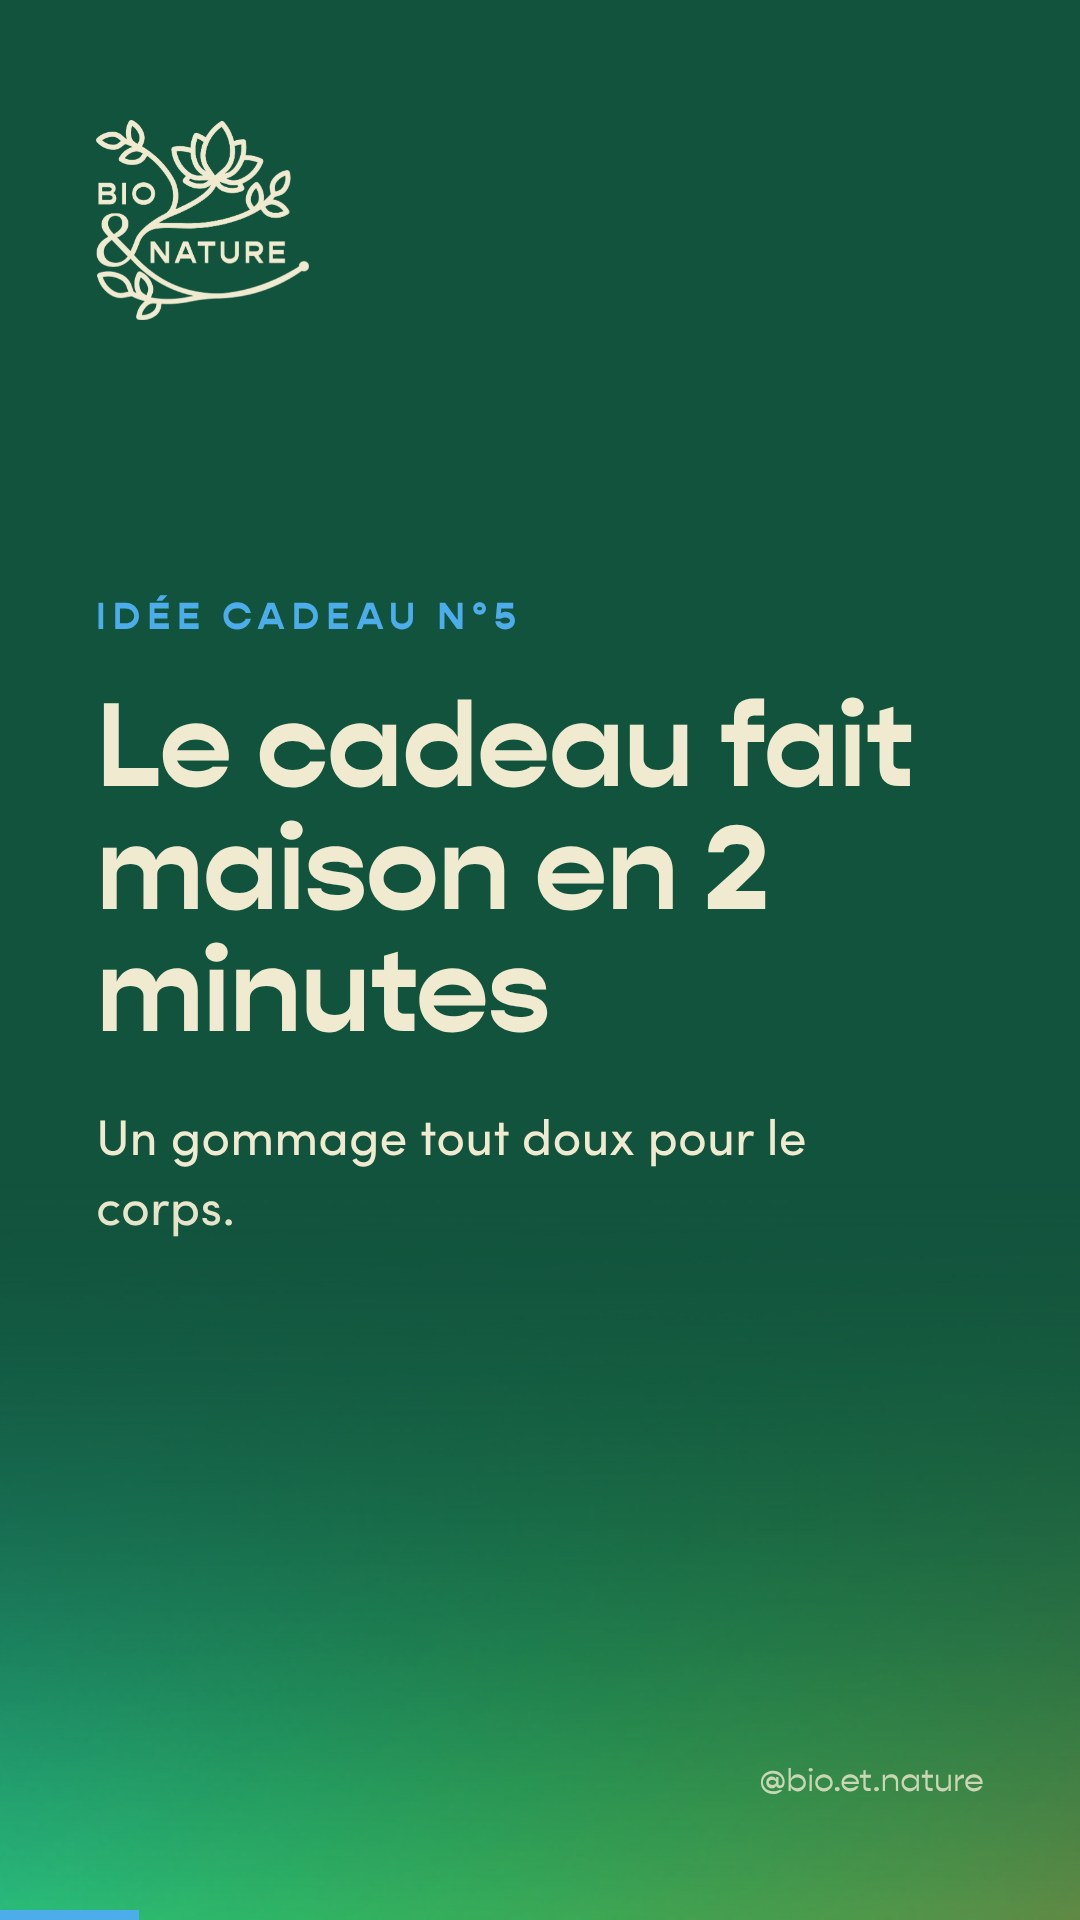 BIO
& NATURE
IDÉE CADEAU N°5
Le cadeau fait
maison en 2
minutes
Un gommage tout doux pour le
corps.
@bio.et.nature